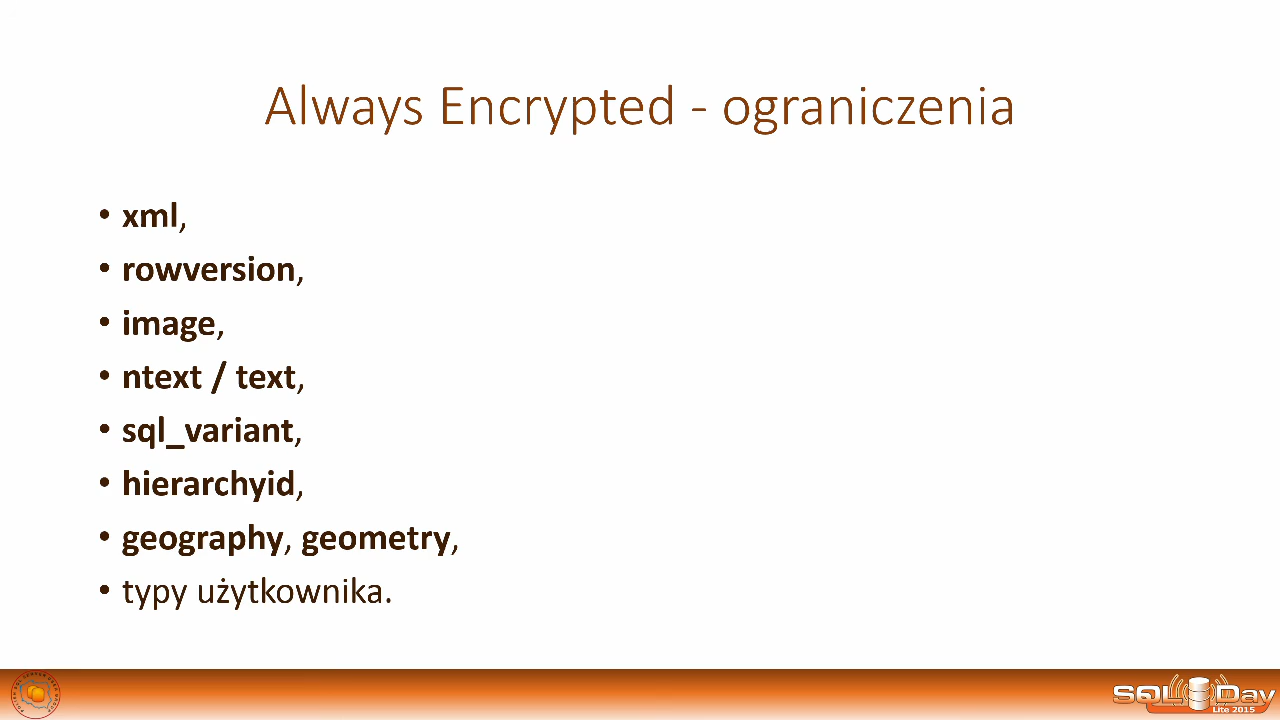 Always Encrypted - ograniczenia
• xml,
• rowversion,
• image,
• ntext / text,
• sql_variant,
• hierarchyid,
• geography, geometry,
• typy użytkownika.
SQL Day
Lite 2015